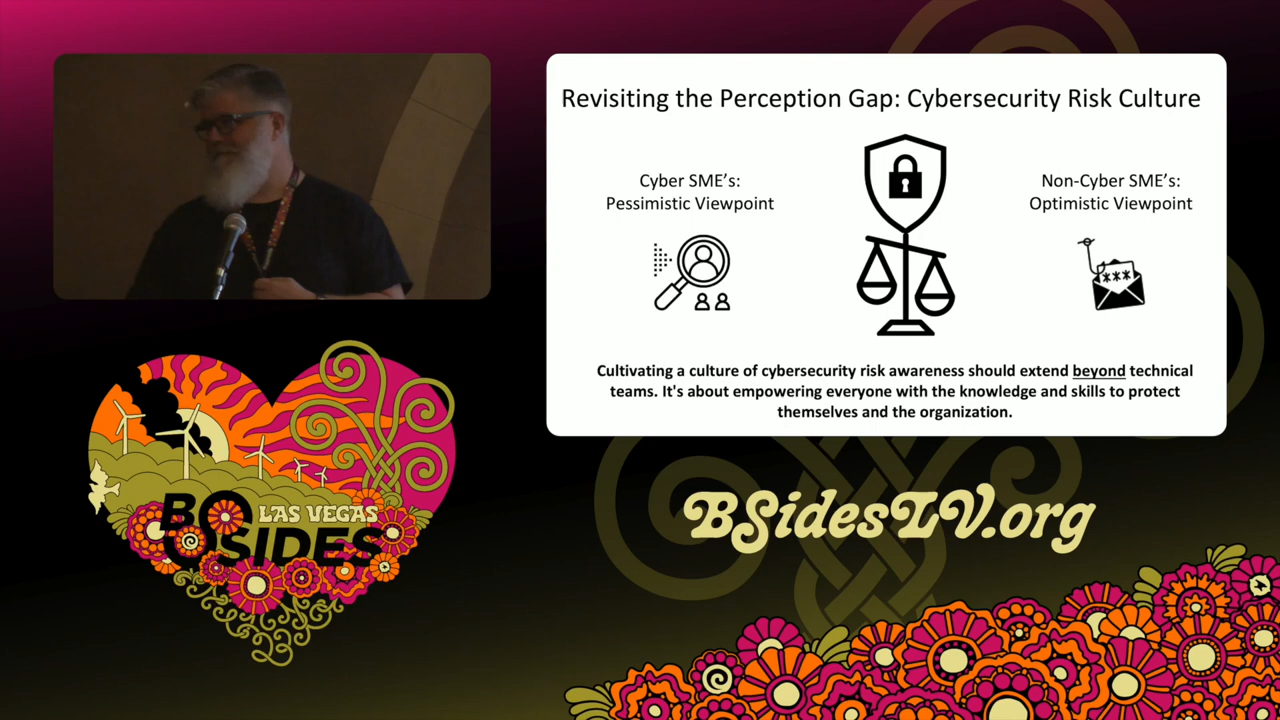 Revisiting the Perception Gap: Cybersecurity Risk Culture
Cyber SME's:
Pessimistic Viewpoint
Non-Cyber SME's:
Optimistic Viewpoint
***
Cultivating a culture of cybersecurity risk awareness should extend beyond technical
teams. It's about empowering everyone with the knowledge and skills to protect
themselves and the organization.
LAS VEGAS
BSIDES
BSidesLV.org